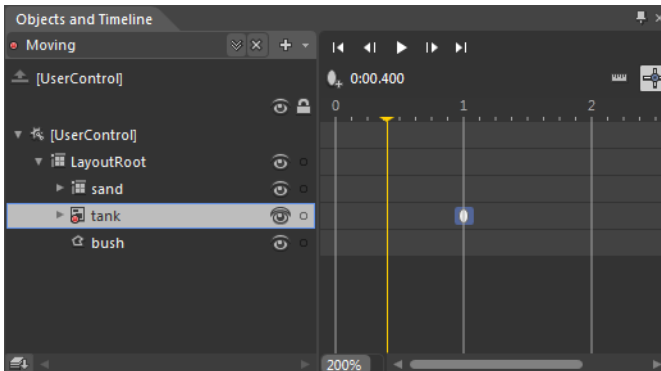 Objects and Timeline
Moving
[UserControl]
0:00.400
0 1 2
[UserControl]
LayoutRoot
sand
tank
bush
200%